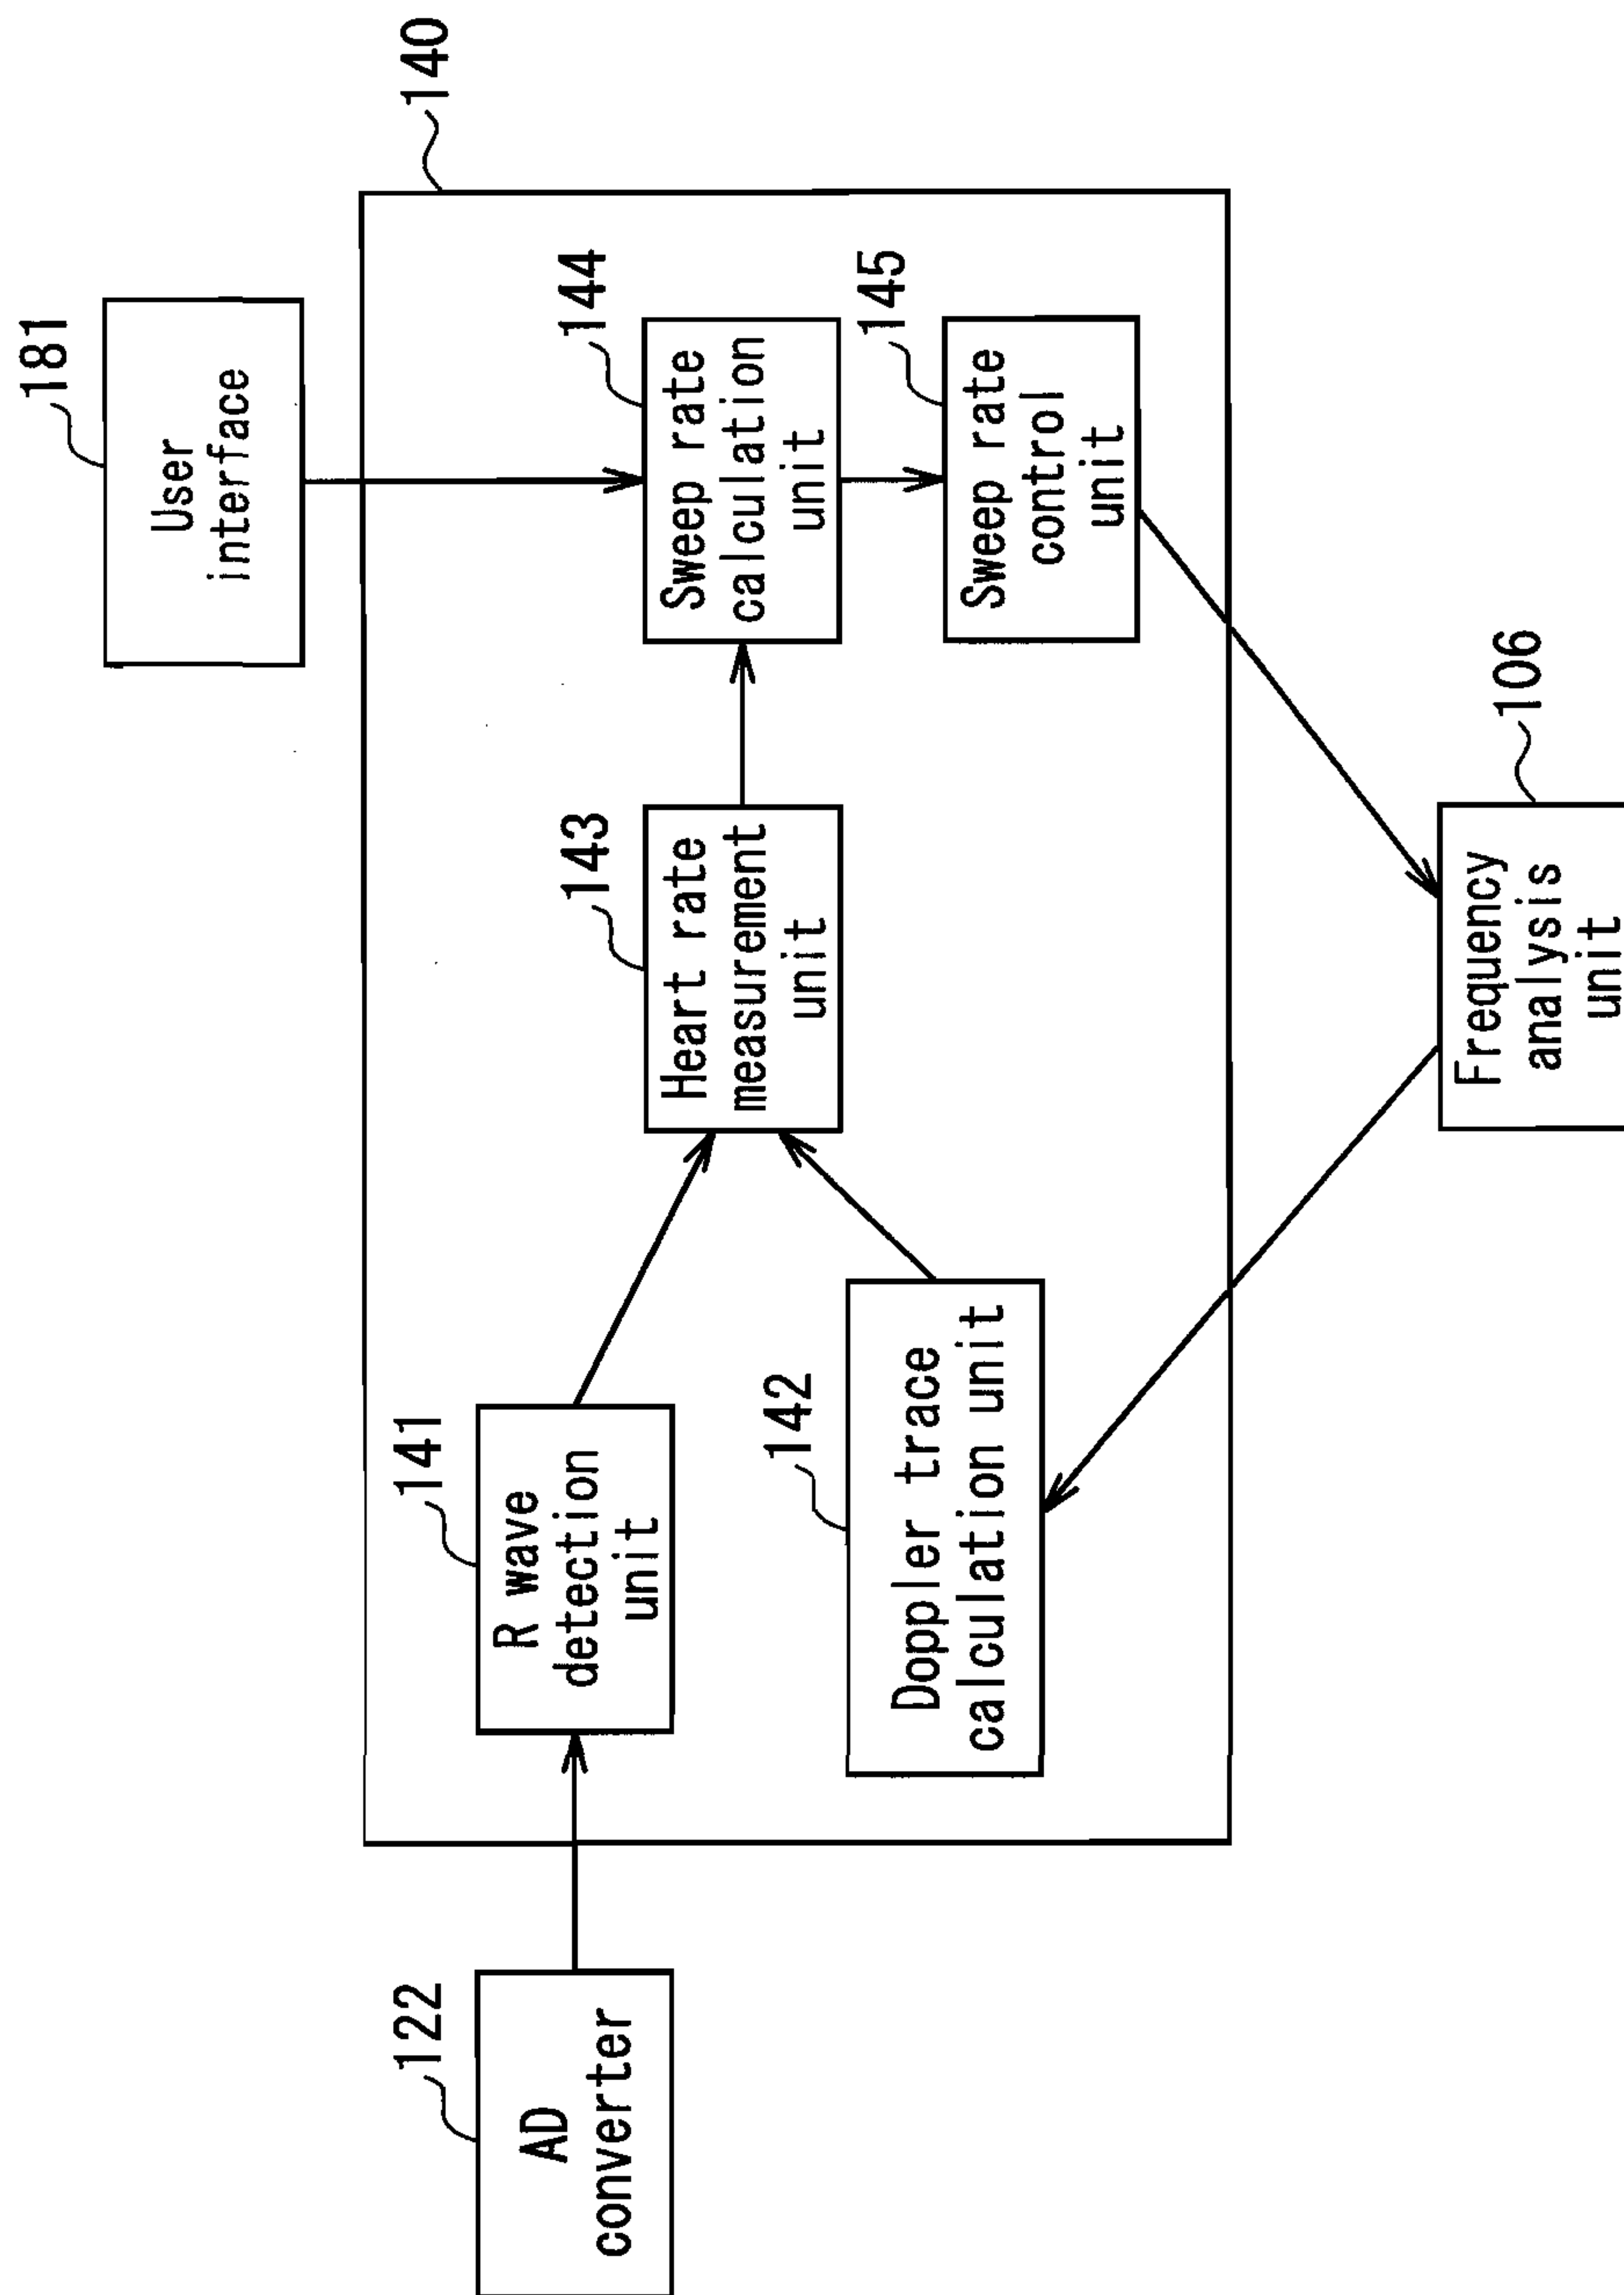 181
User
interface
140
122
AD
converter
141
R wave
detection
unit
142
Doppler trace
calculation unit
143
Heart rate
measurement
unit
144
Sweep rate
calculation
unit
145
Sweep rate
control
unit
106
Frequency
analysis
unit